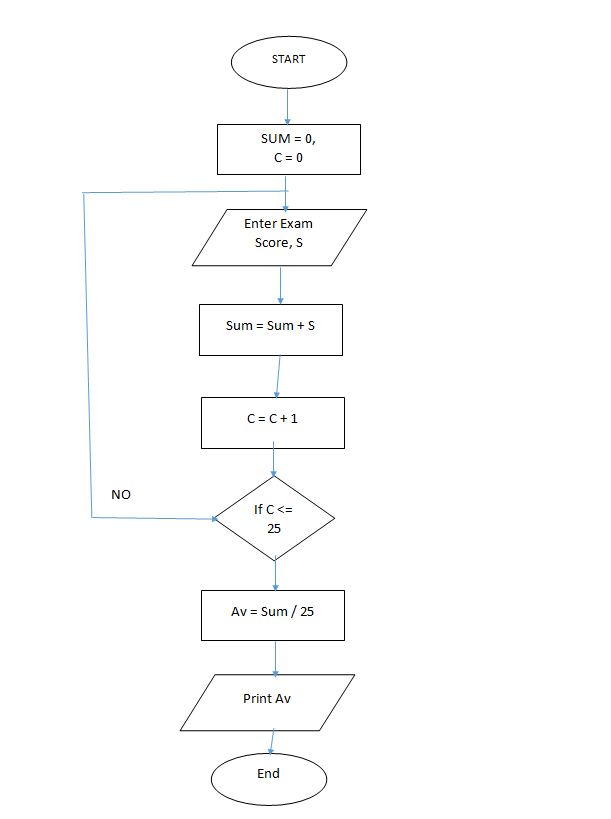 START
SUM = 0,
C = 0
Enter Exam
Score, S
Sum = Sum + S
C = C + 1
NO
If C <=
25
Av = Sum / 25
Print Av
End